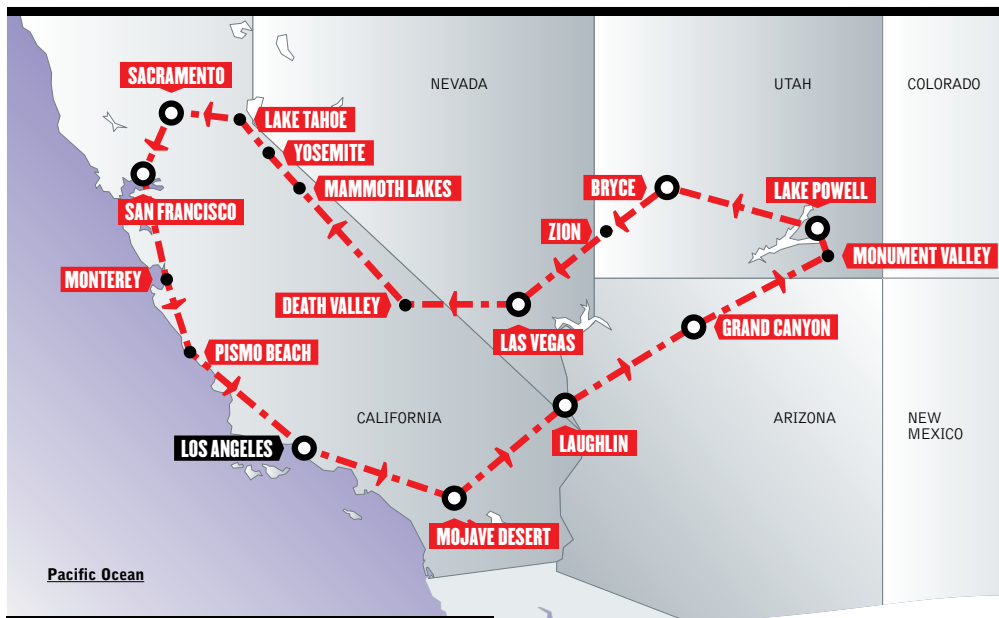 SACRAMENTO
NEVADA
UTAH
COLORADO
LAKE TAHOE
YOSEMITE
MAMMOTH LAKES
BRYCE
LAKE POWELL
SAN FRANCISCO
ZION
MONUMENT VALLEY
MONTEREY
DEATH VALLEY
LAS VEGAS
GRAND CANYON
PISMO BEACH
CALIFORNIA
ARIZONA
NEW
MEXICO
LOS ANGELES
LAUGHLIN
MOJAVE DESERT
Pacific Ocean